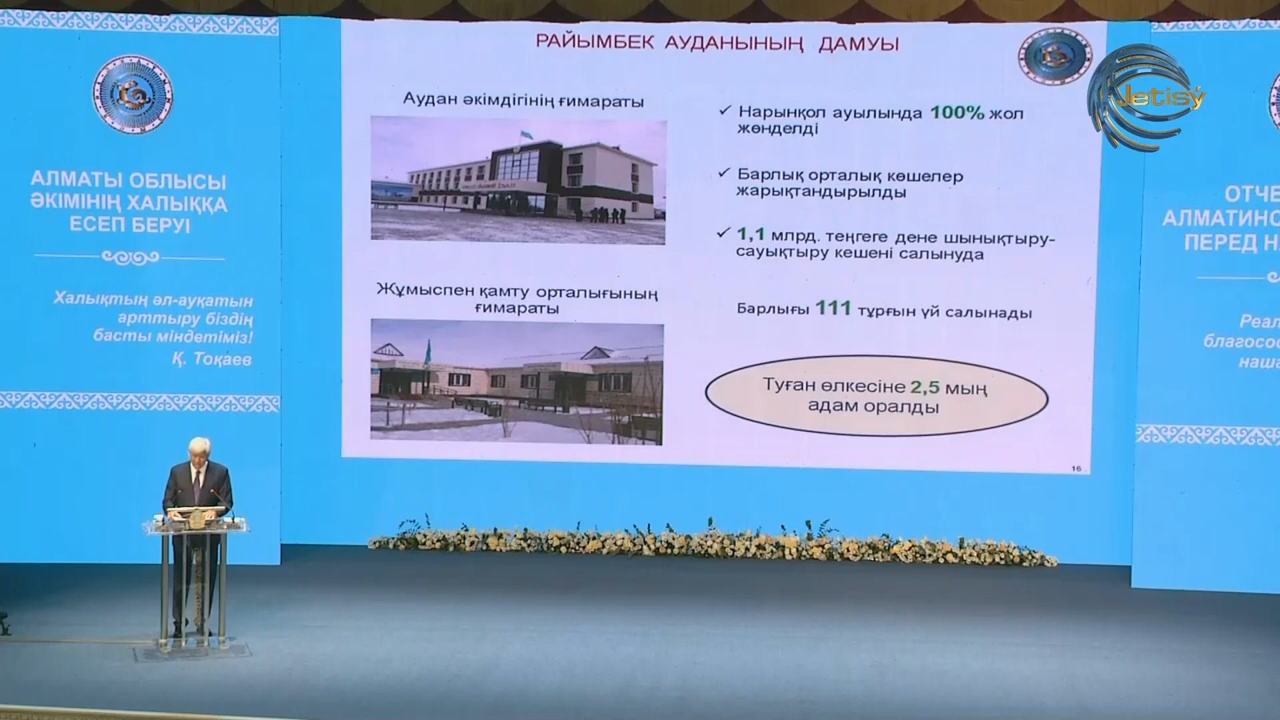 РАЙЫМБЕК АУДАНЫНЫҢ ДАМУЫ
Jetisý
АЛМАТЫ ОБЛЫСЫ
ӘКІМІНІҢ ХАЛЫҚҚА
ЕСЕП БЕРУІ
Халықтың әл-ауқатын
арттыру біздің
басты міндетіміз!
Қ. Тоқаев
Аудан әкімдігінің ғимараты
Жұмыспен қамту орталығының
ғимараты
Нарынқол ауылында 100% жол
жөнделді
Барлық орталық көшелер
жарықтандырылды
1,1 млрд. теңгеге дене шынықтыру-
сауықтыру кешені салынуда
Барлығы 111 тұрғын үй салынады
Туған өлкесіне 2,5 мың
адам оралды
16
ОТЧЕ
АЛМАТИНС
ПЕРЕД НА
Реал
благосо
наша